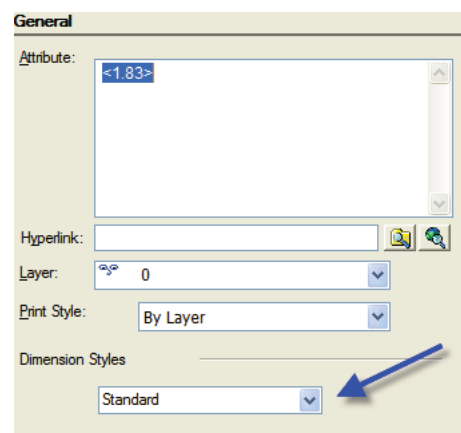 General
Attribute:
<1.83>
Hyperlink:
Layer: 0
Print Style: By Layer
Dimension Styles
Standard